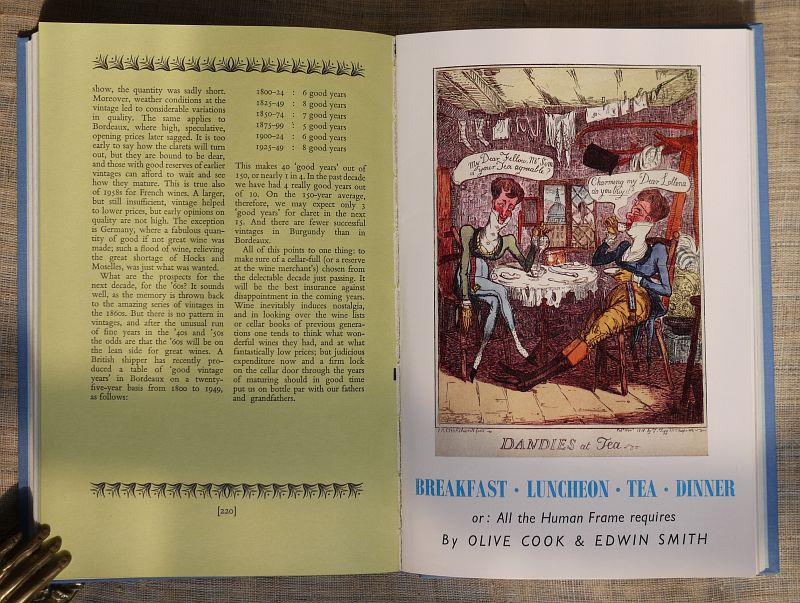 show, the quantity was sadly short.
Moreover, weather conditions at the
vintage led to considerable variations
in quality. The same applies to
Bordeaux, where high, speculative,
opening prices later sagged. It is too
early to say how the clarets will turn
out, but they are bound to be dear,
and those with good reserves of earlier
vintages can afford to wait and see
how they mature. This is true also
of 1958s for French wines. A larger,
but still insufficient, vintage helped
to lower prices, but early opinions on
quality are not high. The exception
is Germany, where a fabulous quan-
tity of good if not great wine was
made; such a flood of wine, relieving
the great shortage of Hocks and
Moselles, was just what was wanted.
What are the prospects for the
next decade, for the '60s? It sounds
well, as the memory is thrown back
to the amazing series of vintages in
the 1860s. But there is no pattern in
vintages, and after the unusual run
of fine years in the '40s and '50s
the odds are that the '60s will be on
the lean side for great wines. A
British shipper has recently pro-
duced a table of 'good vintage
years' in Bordeaux on a twenty-
five-year basis from 1800 to 1949,
as follows:
1800-24 : 6 good years
1825-49 : 8 good years
1850-74 : 7 good years
1875-99 : 5 good years
1900-24 : 6 good years
1925-49 : 8 good years
This makes 40 'good years' out of
150, or nearly 1 in 4. In the past decade
we have had 4 really good years out
of 10. On the 150-year average,
therefore, we may expect only 3
'good years' for claret in the next
15. And there are fewer successful
vintages in Burgundy than in
Bordeaux.
All of this points to one thing: to
make sure of a cellar-full (or a reserve
at the wine merchant's) chosen from
the delectable decade just passing. It
will be the best insurance against
disappointment in the coming years.
Wine inevitably induces nostalgia,
and in looking over the wine lists
or cellar books of previous genera-
tions one tends to think what won-
derful wines they had, and at what
fantastically low prices; but judicious
expenditure now and a firm lock
on the cellar door through the years
of maturing should in good time
put us on bottle par with our fathers
and grandfathers.
[220]
My Dear Fellow, Is
your Tea agreable?
Charming my Dear Lollena
DANDIES at Tea
BREAKFAST · LUNCHEON · TEA · DINNER
or: All the Human Frame requires
By OLIVE COOK & EDWIN SMITH